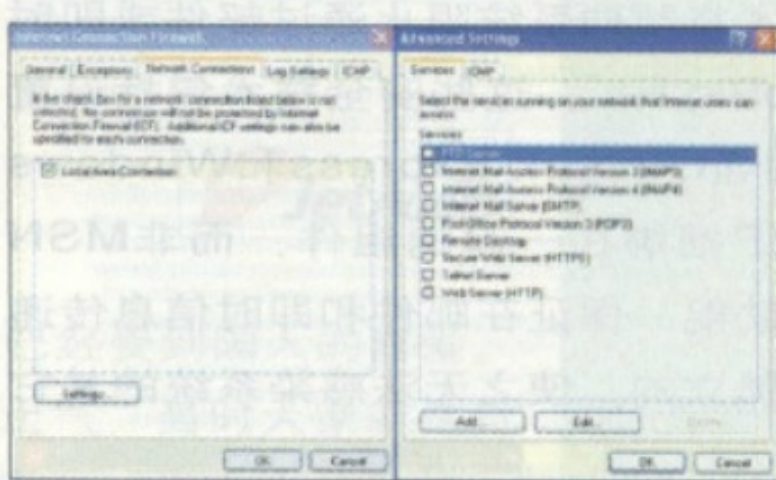 Internet Connection Firewall
General Exceptions Network Connections Log Settings ICMP
If the check box for a network connection listed below is not
selected, the connection will not be protected by Internet
Connection Firewall (ICF). Additional ICF settings can also be
specified for each connection.
Local Area Connection
Settings...
OK Cancel
Advanced Settings
Services ICMP
Select the services running on your network that Internet users can
access.
Services
FTP Server
Internet Mail Access Protocol Version 3 (IMAP3)
Internet Mail Access Protocol Version 4 (IMAP4)
Internet Mail Server (SMTP)
Post-Office Protocol Version 3 (POP3)
Remote Desktop
Secure Web Server (HTTPS)
Telnet Server
Web Server (HTTP)
Add... Edit...
OK Cancel